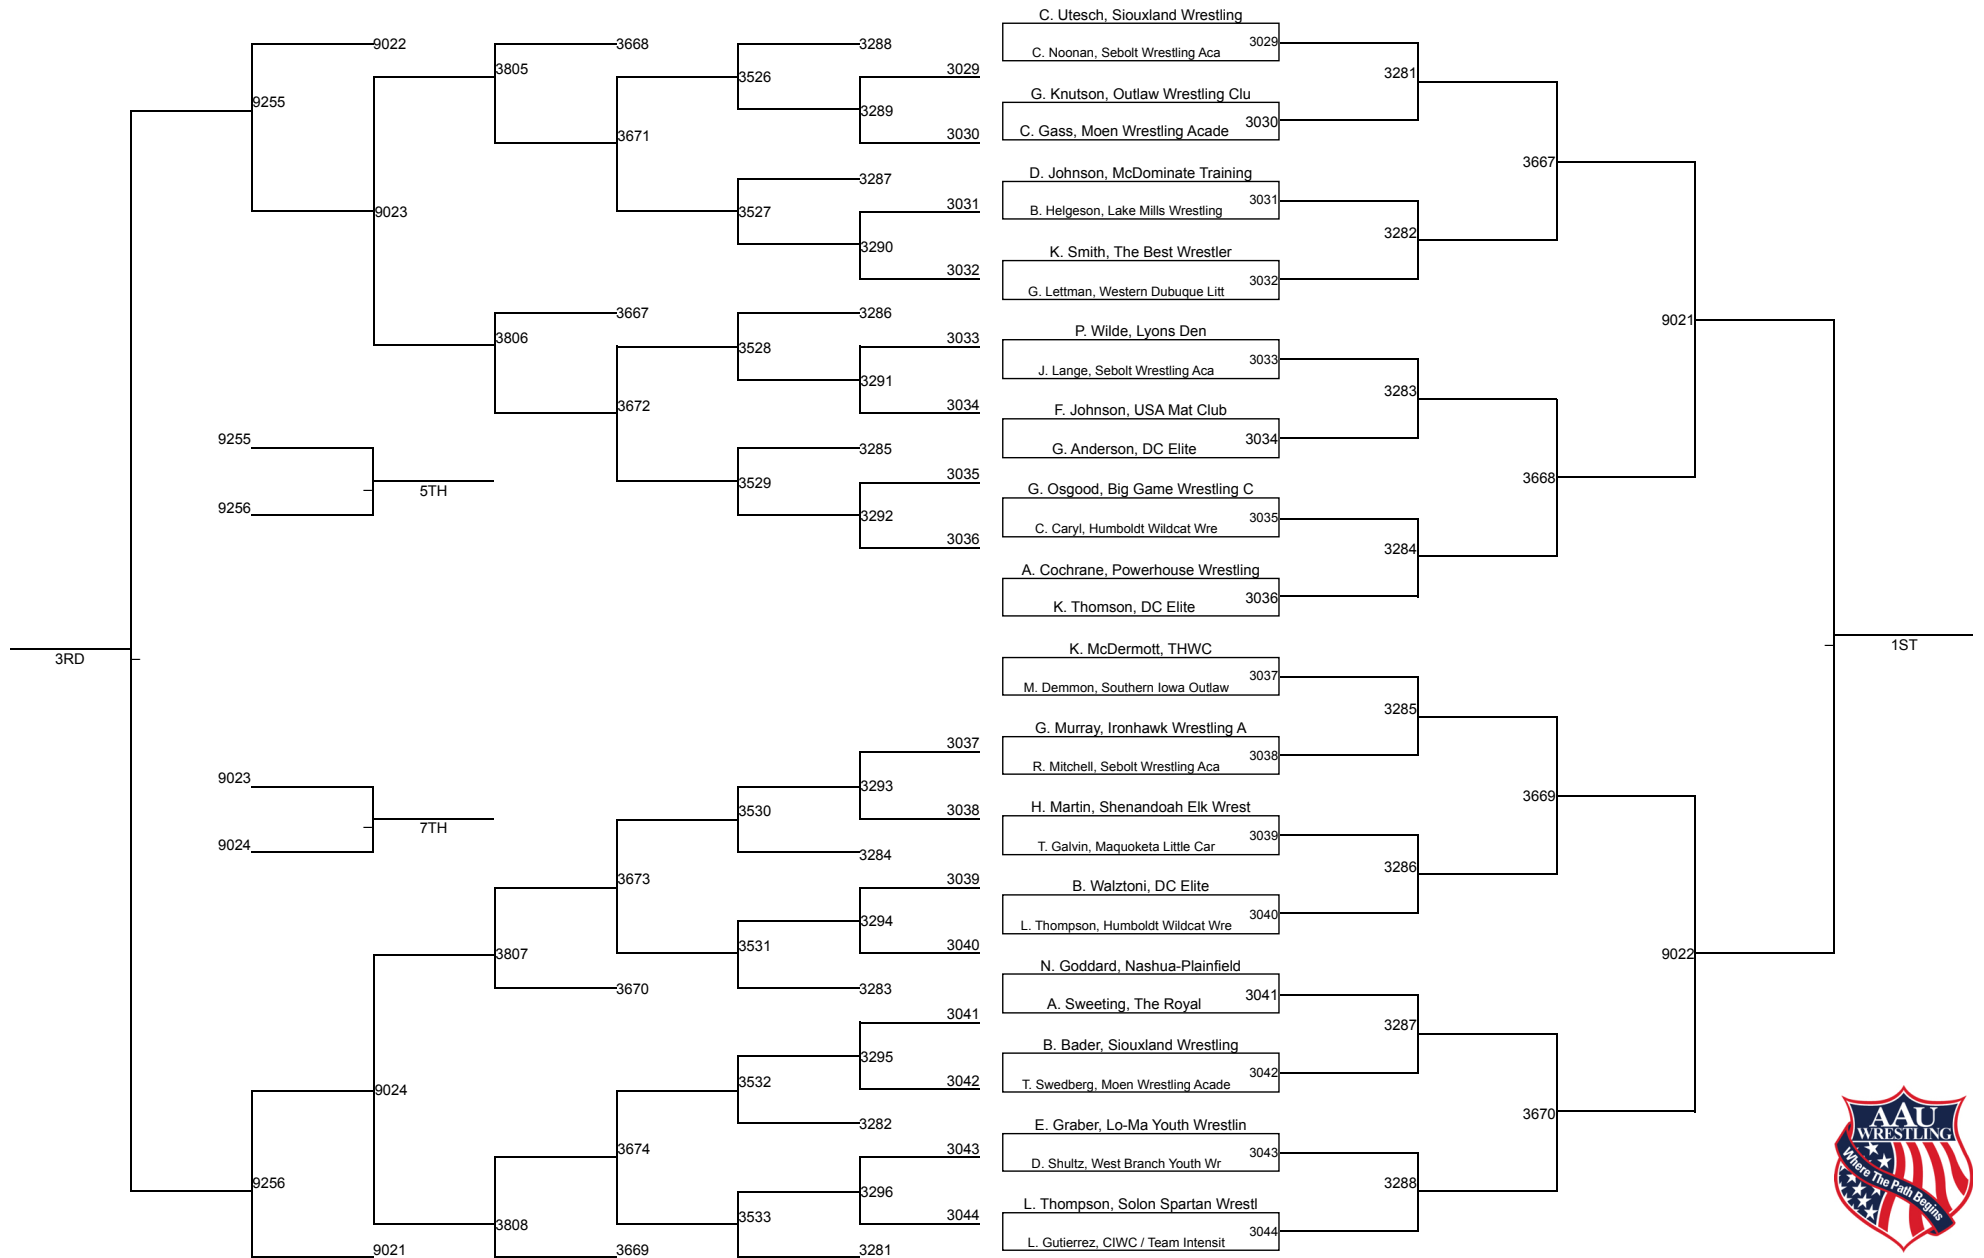 C. Utesch, Siouxland Wrestling
9022
3668
3288
3029
C. Noonan, Sebolt Wrestling Aca
3805
3526
3029
3281
9255
G. Knutson, Outlaw Wrestling Clu
3289
3030
3671
3030
C. Gass, Moen Wrestling Acade
3667
3287
D. Johnson, McDominate Training
3031
3031
9023
3527
B. Helgeson, Lake Mills Wrestling
3282
3290
K. Smith, The Best Wrestler
3032
3032
G. Lettman, Western Dubuque Litt
3667
3286
9021
3806
3033
P. Wilde, Lyons Den
3528
3033
J. Lange, Sebolt Wrestling Aca
3291
3283
3672
3034
F. Johnson, USA Mat Club
9255
3034
3285
G. Anderson, DC Elite
3035
3668
5TH
3529
G. Osgood, Big Game Wrestling C
9256
3292
3035
C. Caryl, Humboldt Wildcat Wre
3036
3284
A. Cochrane, Powerhouse Wrestling
3036
K. Thomson, DC Elite
3RD
K. McDermott, THWC
1ST
3037
M. Demmon, Southern Iowa Outlaw
3285
G. Murray, Ironhawk Wrestling A
3037
3038
9023
R. Mitchell, Sebolt Wrestling Aca
3293
3669
3530
3038
H. Martin, Shenandoah Elk Wrest
7TH
3039
9024
3284
T. Galvin, Maquoketa Little Car
3286
3673
3039
B. Walztoni, DC Elite
3294
3040
L. Thompson, Humboldt Wildcat Wre
3807
3531
3040
9022
N. Goddard, Nashua-Plainfield
3670
3283
3041
A. Sweeting, The Royal
3041
3287
B. Bader, Siouxland Wrestling
3295
3042
9024
3532
3042
T. Swedberg, Moen Wrestling Acade
3670
3282
E. Graber, Lo-Ma Youth Wrestlin
3674
3043
3043
D. Shultz, West Branch Youth Wr
9256
3296
3288
L. Thompson, Solon Spartan Wrestl
3808
3533
3044
3044
9021
3669
3281
L. Gutierrez, CIWC / Team Intensit
AAU
WRESTLING
Where The Path Begins